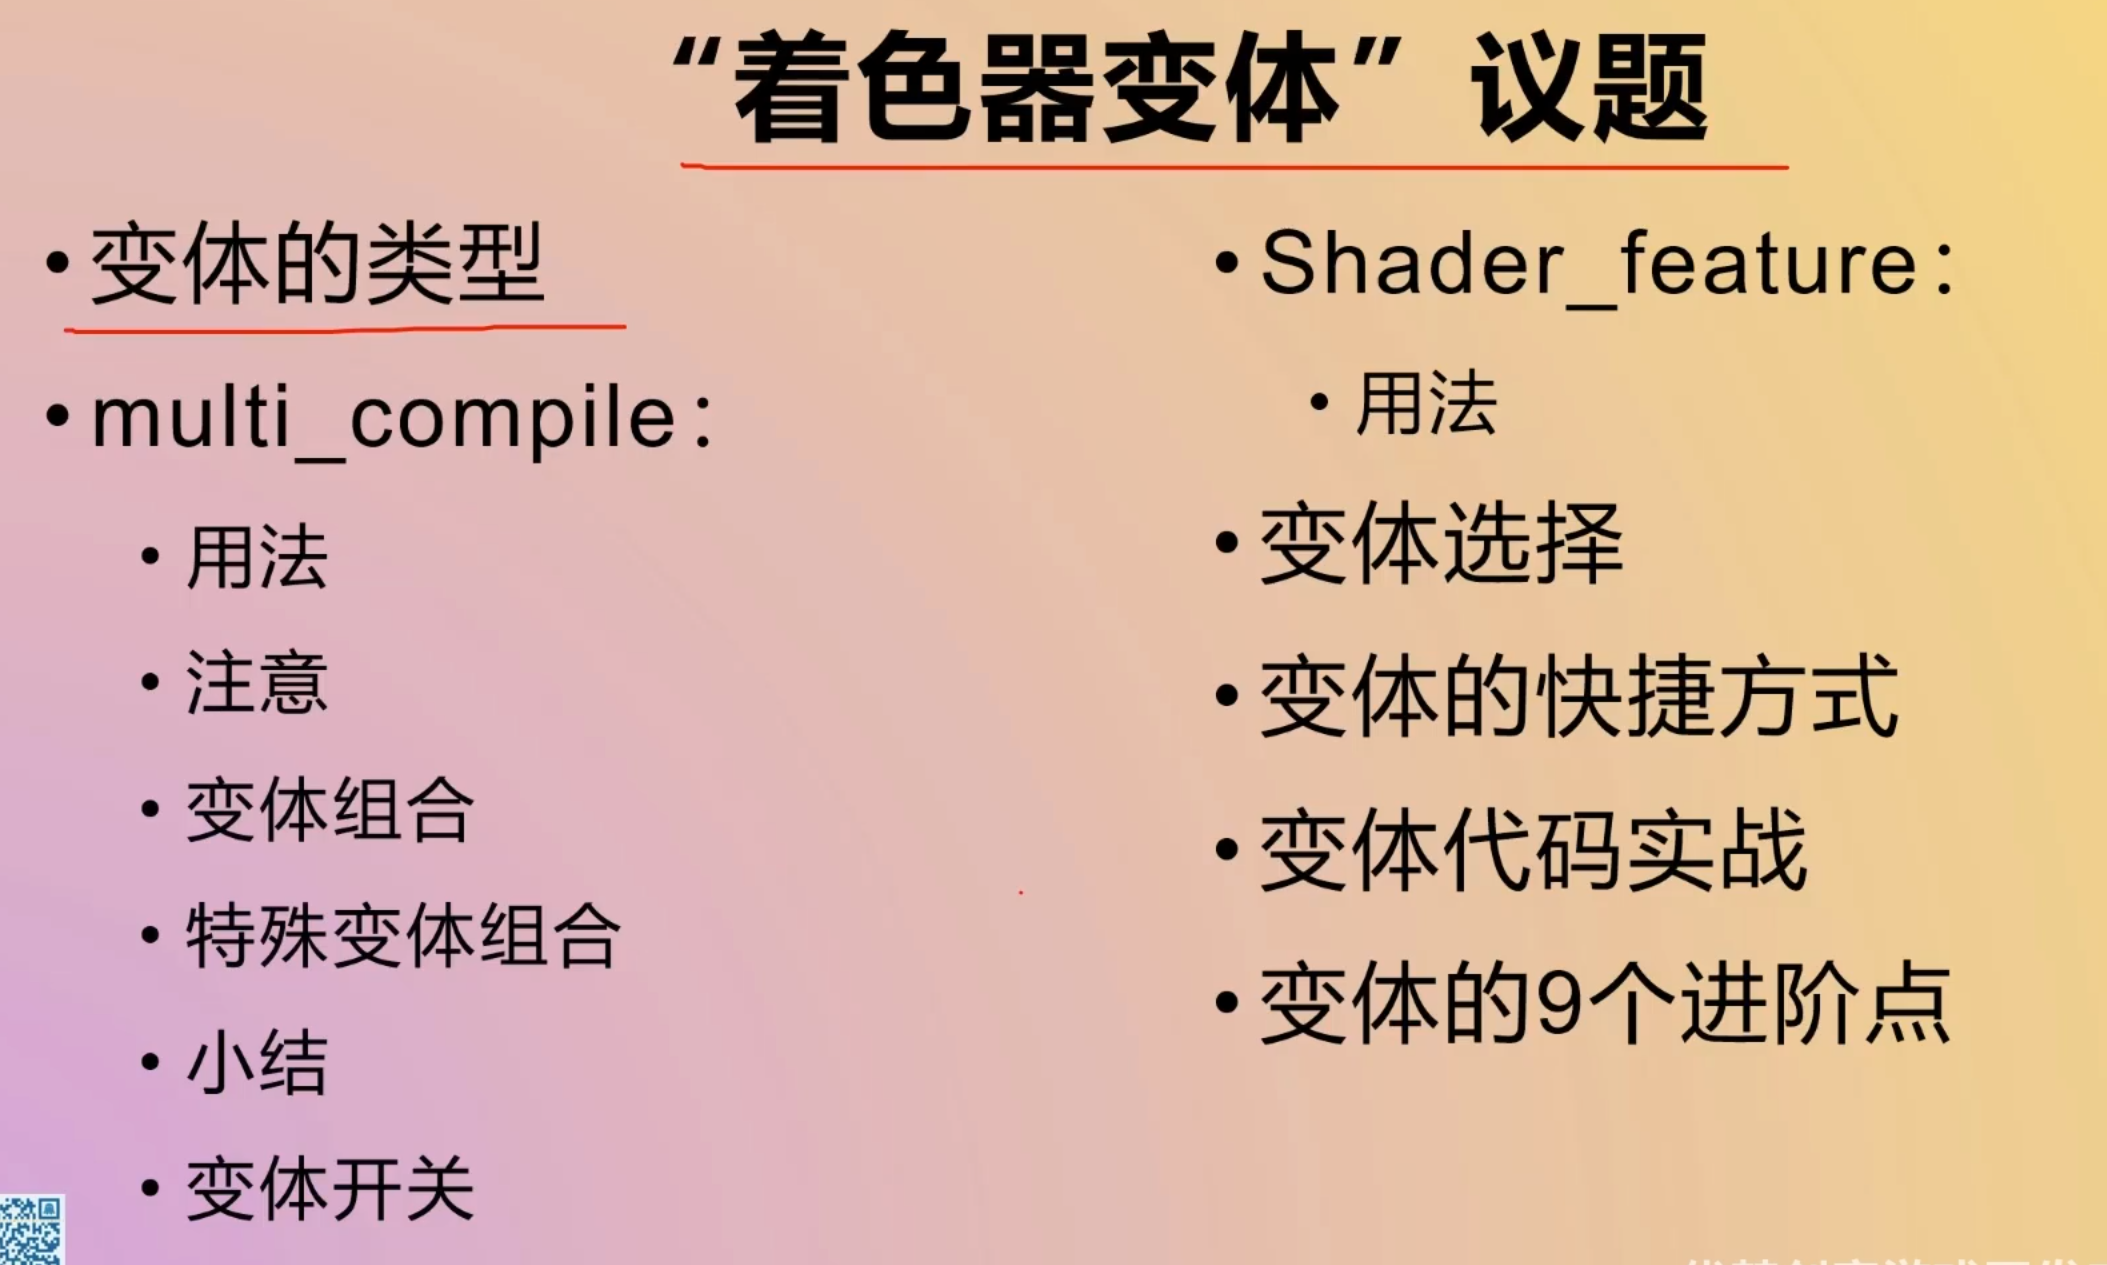 “着色器变体”议题
• 变体的类型
• multi_compile：
• 用法
• 注意
• 变体组合
• 特殊变体组合
• 小结
• 变体开关
• Shader_feature：
• 用法
• 变体选择
• 变体的快捷方式
• 变体代码实战
• 变体的9个进阶点